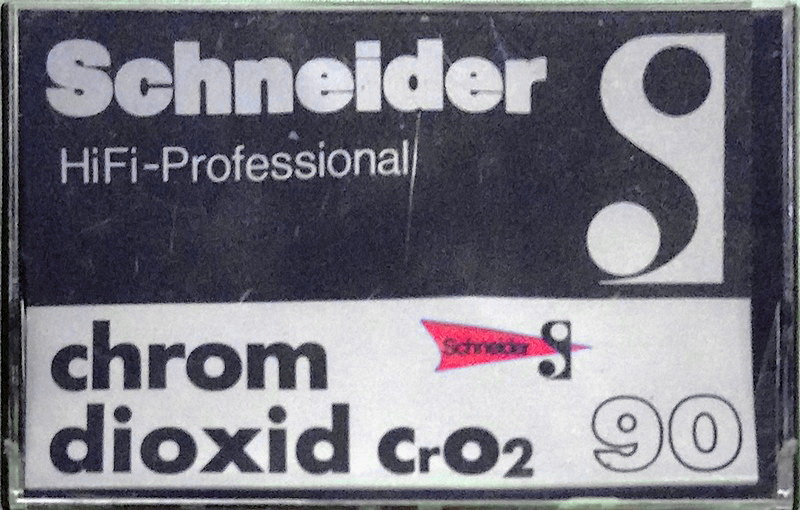 Schneider
HiFi-Professional
chrom
Schneider
dioxid CrO2
90